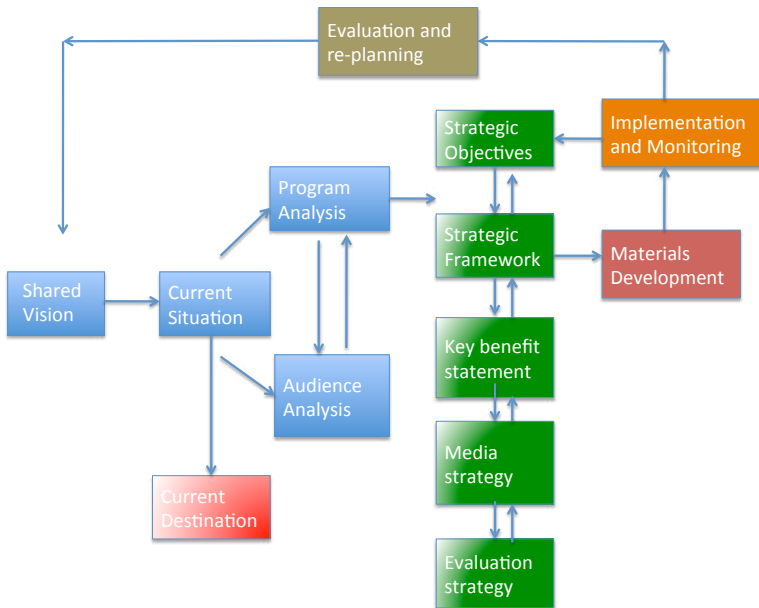 Evaluation and
re-planning
Strategic
Objectives
Implementation
and Monitoring
Program
Analysis
Strategic
Framework
Materials
Development
Shared
Vision
Current
Situation
Key benefit
statement
Audience
Analysis
Media
strategy
Current
Destination
Evaluation
strategy